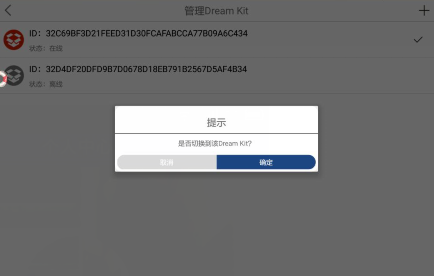 管理Dream Kit
ID：32C69BF3D21FEED31D30FCAFABCCA77B09A6C434
状态：在线
ID：32D4DF20DFD9B7D0678D18EB791B2567D5AF4B34
状态：离线
提示
是否切换到该Dream Kit?
取消
确定